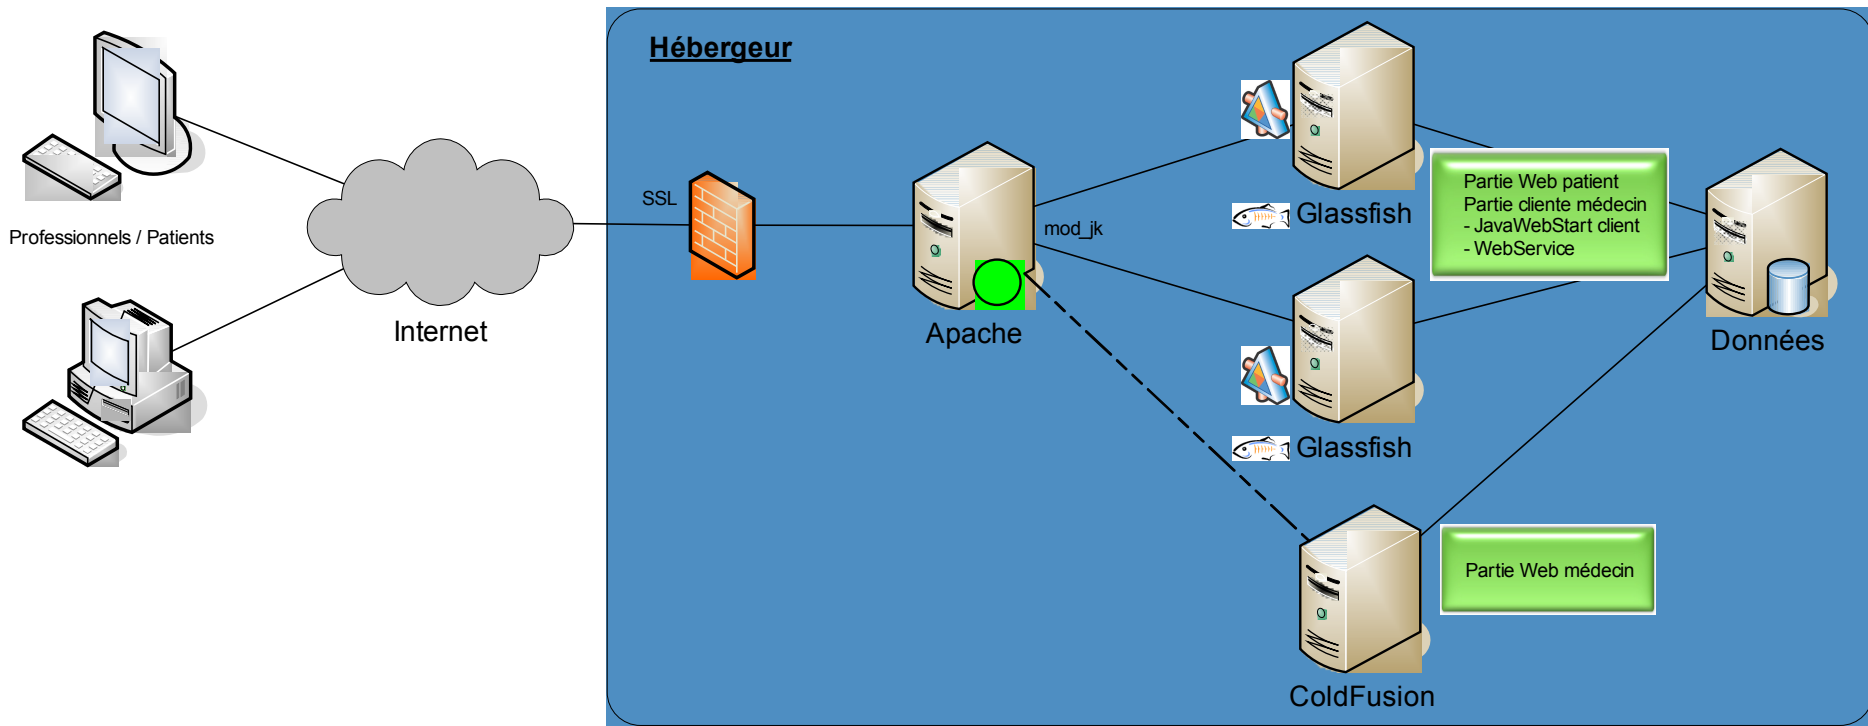 Hébergeur
Professionnels / Patients
Internet
SSL
Apache
mod_jk
Glassfish
Partie Web patient
Partie cliente médecin
- JavaWebStart client
- WebService
Données
Glassfish
Partie Web médecin
ColdFusion